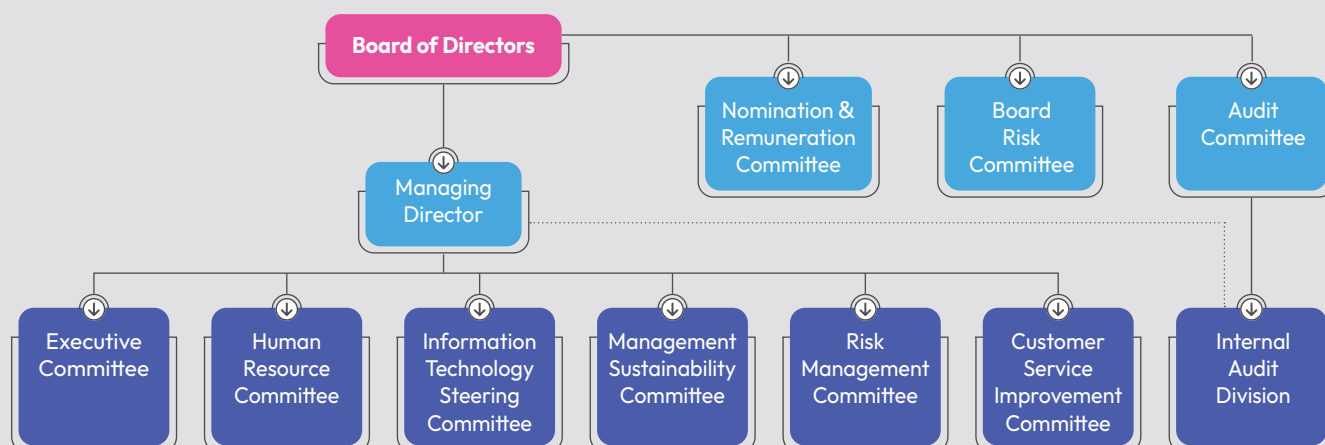 Board of Directors
Nomination &
Remuneration
Committee
Board
Risk
Committee
Audit
Committee
Managing
Director
Executive
Committee
Human
Resource
Committee
Information
Technology
Steering
Committee
Management
Sustainability
Committee
Risk
Management
Committee
Customer
Service
Improvement
Committee
Internal
Audit
Division